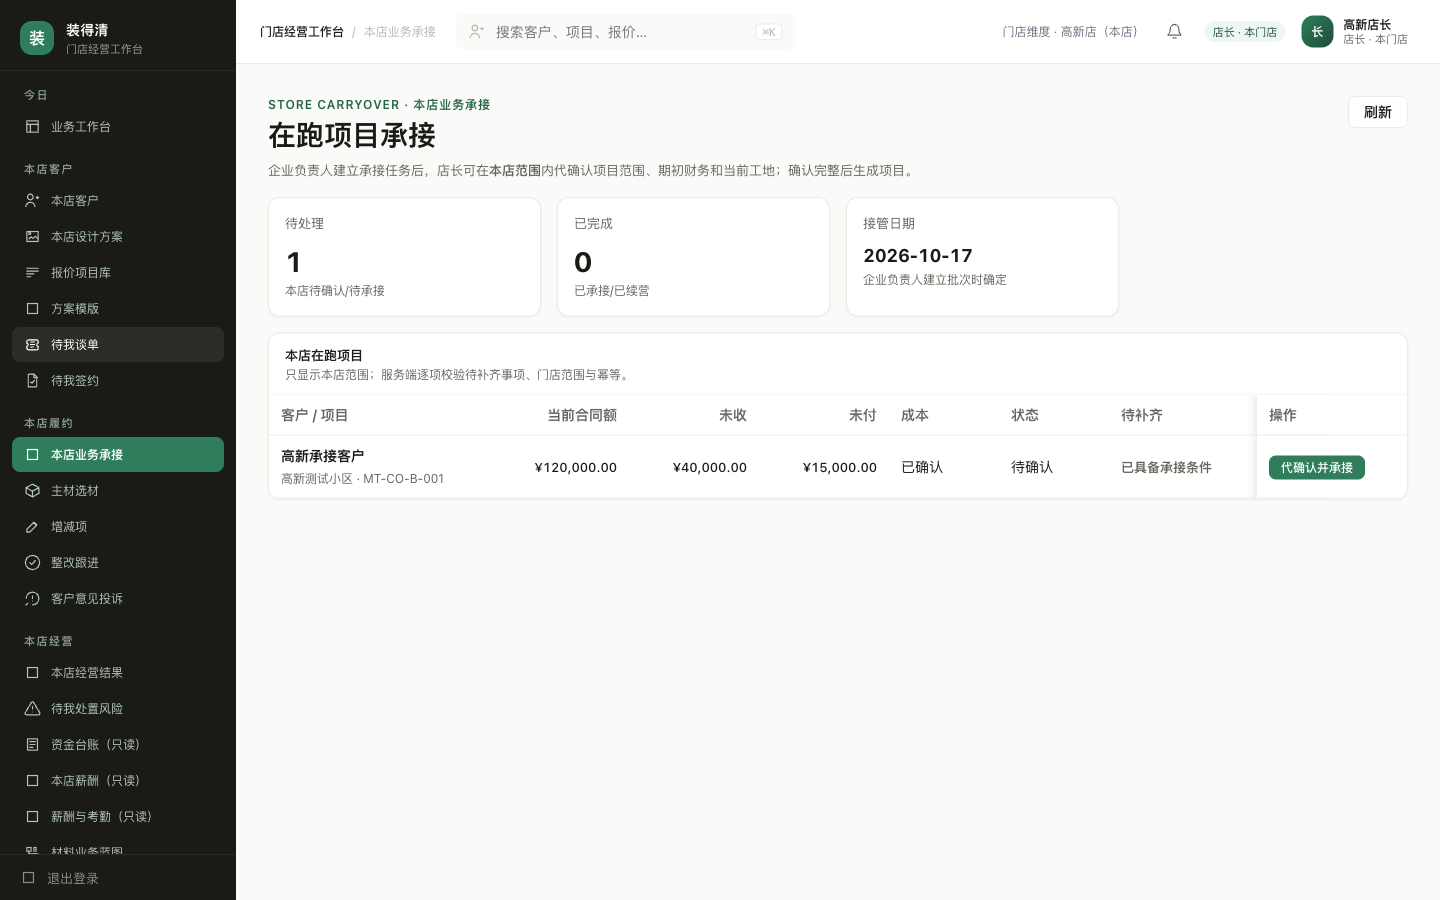 装 装得清
门店经营工作台
今日
业务工作台
本店客户
本店客户
本店设计方案
报价项目库
方案模版
待我谈单
待我签约
本店履约
本店业务承接
主材选材
增减项
整改跟进
客户意见投诉
本店经营
本店经营结果
待我处置风险
资金台账（只读）
本店薪酬（只读）
薪酬与考勤（只读）
材料业务蓝图
退出登录
门店经营工作台 / 本店业务承接
搜索客户、项目、报价... ⌘K
门店维度 · 高新店（本店）
店长 · 本门店
长
高新店长
店长 · 本门店
STORE CARRYOVER · 本店业务承接
在跑项目承接
企业负责人建立承接任务后，店长可在本店范围内代确认项目范围、期初财务和当前工地；确认完整后生成项目。
刷新
待处理
1
本店待确认/待承接
已完成
0
已承接/已续营
接管日期
2026-10-17
企业负责人建立批次时确定
本店在跑项目
只显示本店范围；服务端逐项校验待补齐事项、门店范围与幂等。
客户 / 项目 当前合同额 未收 未付 成本 状态 待补齐 操作
高新承接客户
高新测试小区 · MT-CO-B-001
¥120,000.00 ¥40,000.00 ¥15,000.00 已确认 待确认 已具备承接条件 代确认并承接